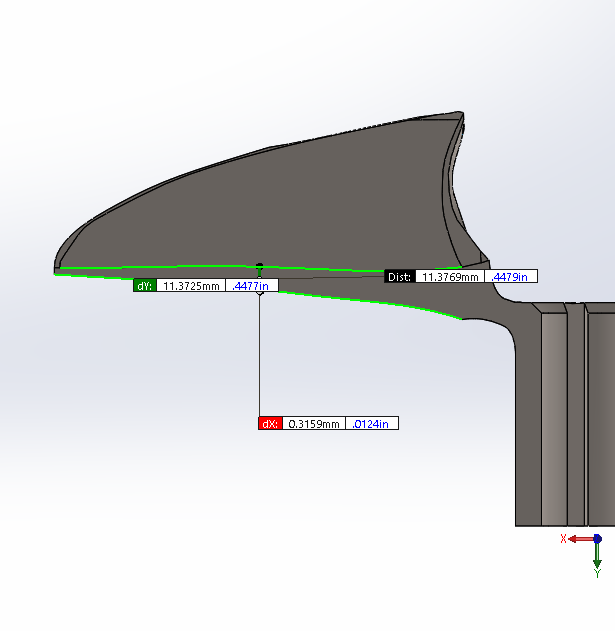 Dist: 11.3769mm .4479in
dY: 11.3725mm .4477in
dX: 0.3159mm .0124in
X
Y